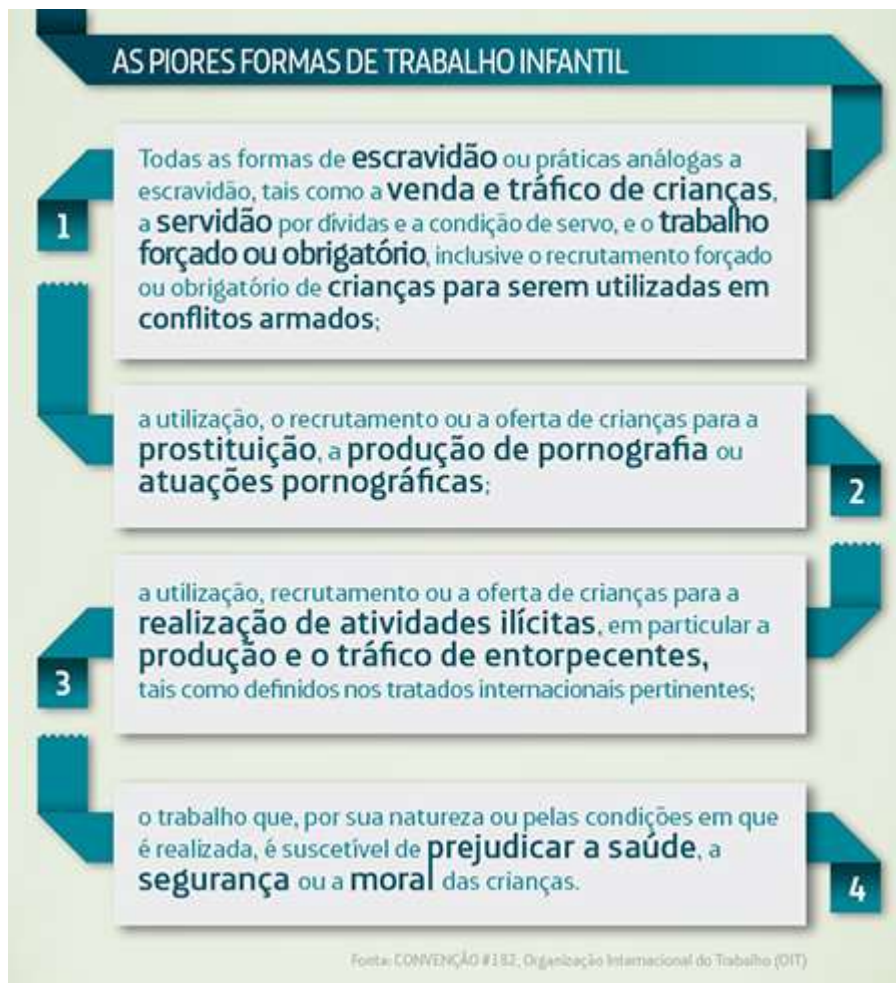 AS PIORES FORMAS DE TRABALHO INFANTIL
1
Todas as formas de escravidão ou práticas análogas a
escravidão, tais como a venda e tráfico de crianças,
a servidão por dívidas e a condição de servo, e o trabalho
forçado ou obrigatório, inclusive o recrutamento forçado
ou obrigatório de crianças para serem utilizadas em
conflitos armados;
a utilização, o recrutamento ou a oferta de crianças para a
prostituição, a produção de pornografia ou
atuações pornográficas;
2
a utilização, recrutamento ou a oferta de crianças para a
realização de atividades ilícitas, em particular a
produção e o tráfico de entorpecentes,
tais como definidos nos tratados internacionais pertinentes;
3
o trabalho que, por sua natureza ou pelas condições em que
é realizada, é suscetível de prejudicar a saúde, a
segurança ou a moral das crianças.
4
Fonte: CONVENÇÃO #182, Organização Internacional do Trabalho (OIT)